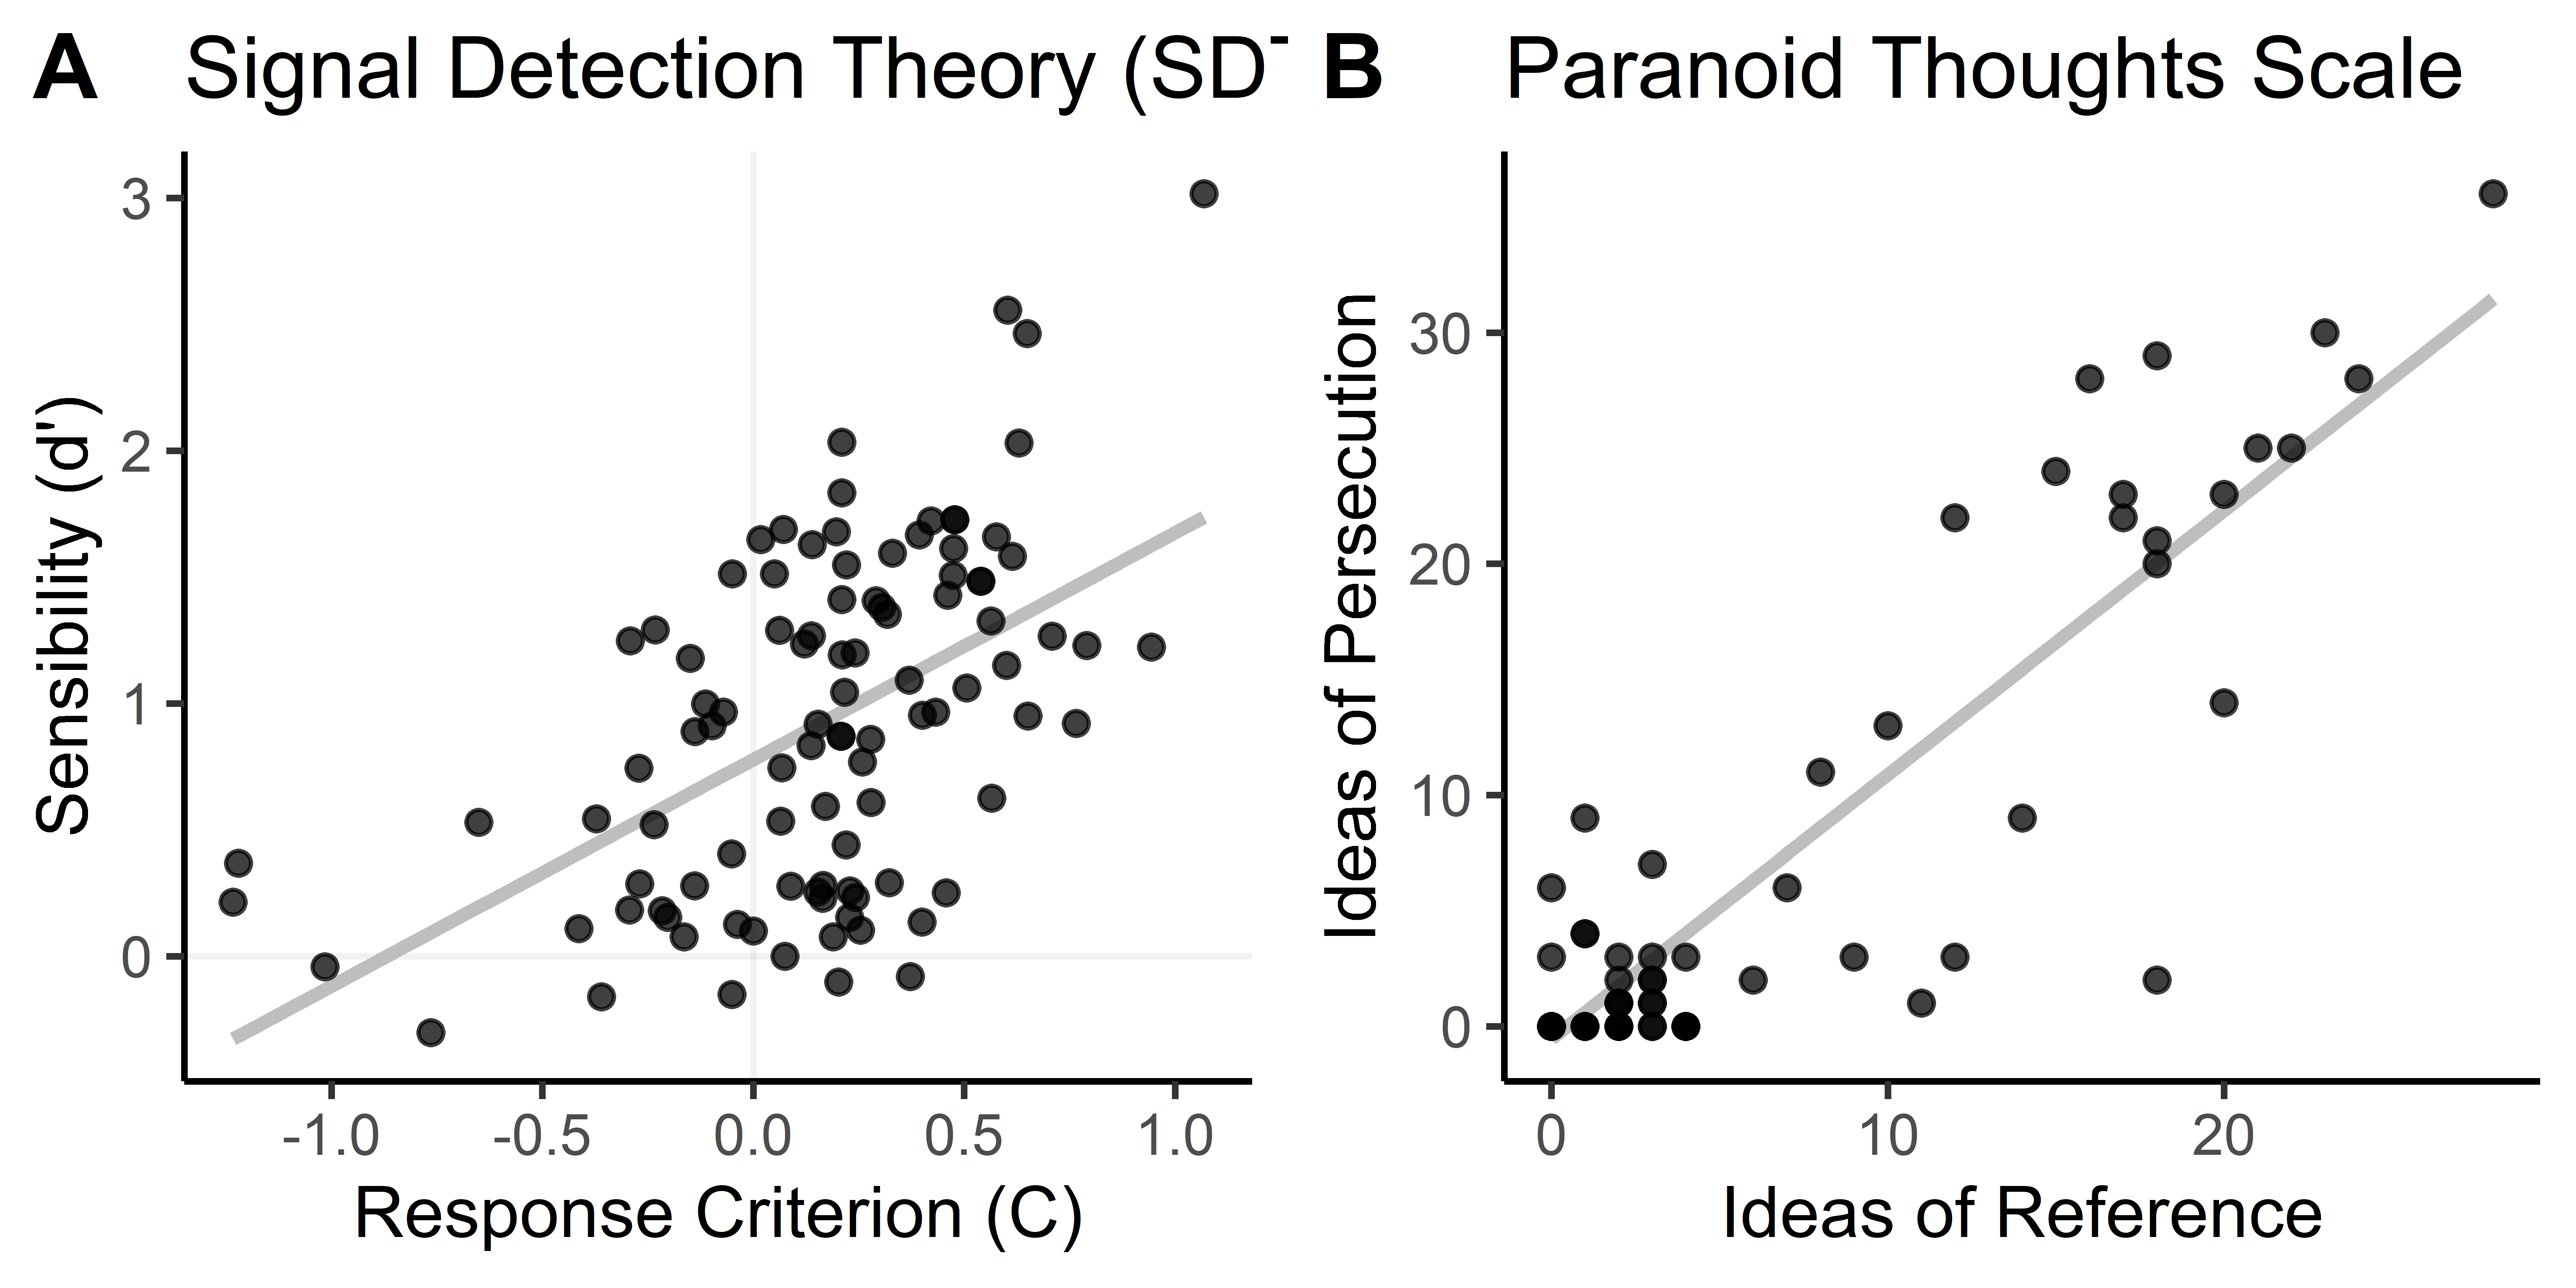 A Signal Detection Theory (SD
Sensibility (d')
3
2
1
0
-1.0 -0.5 0.0 0.5 1.0
Response Criterion (C)
B Paranoid Thoughts Scale
Ideas of Persecution
30
20
10
0
0 10 20
Ideas of Reference